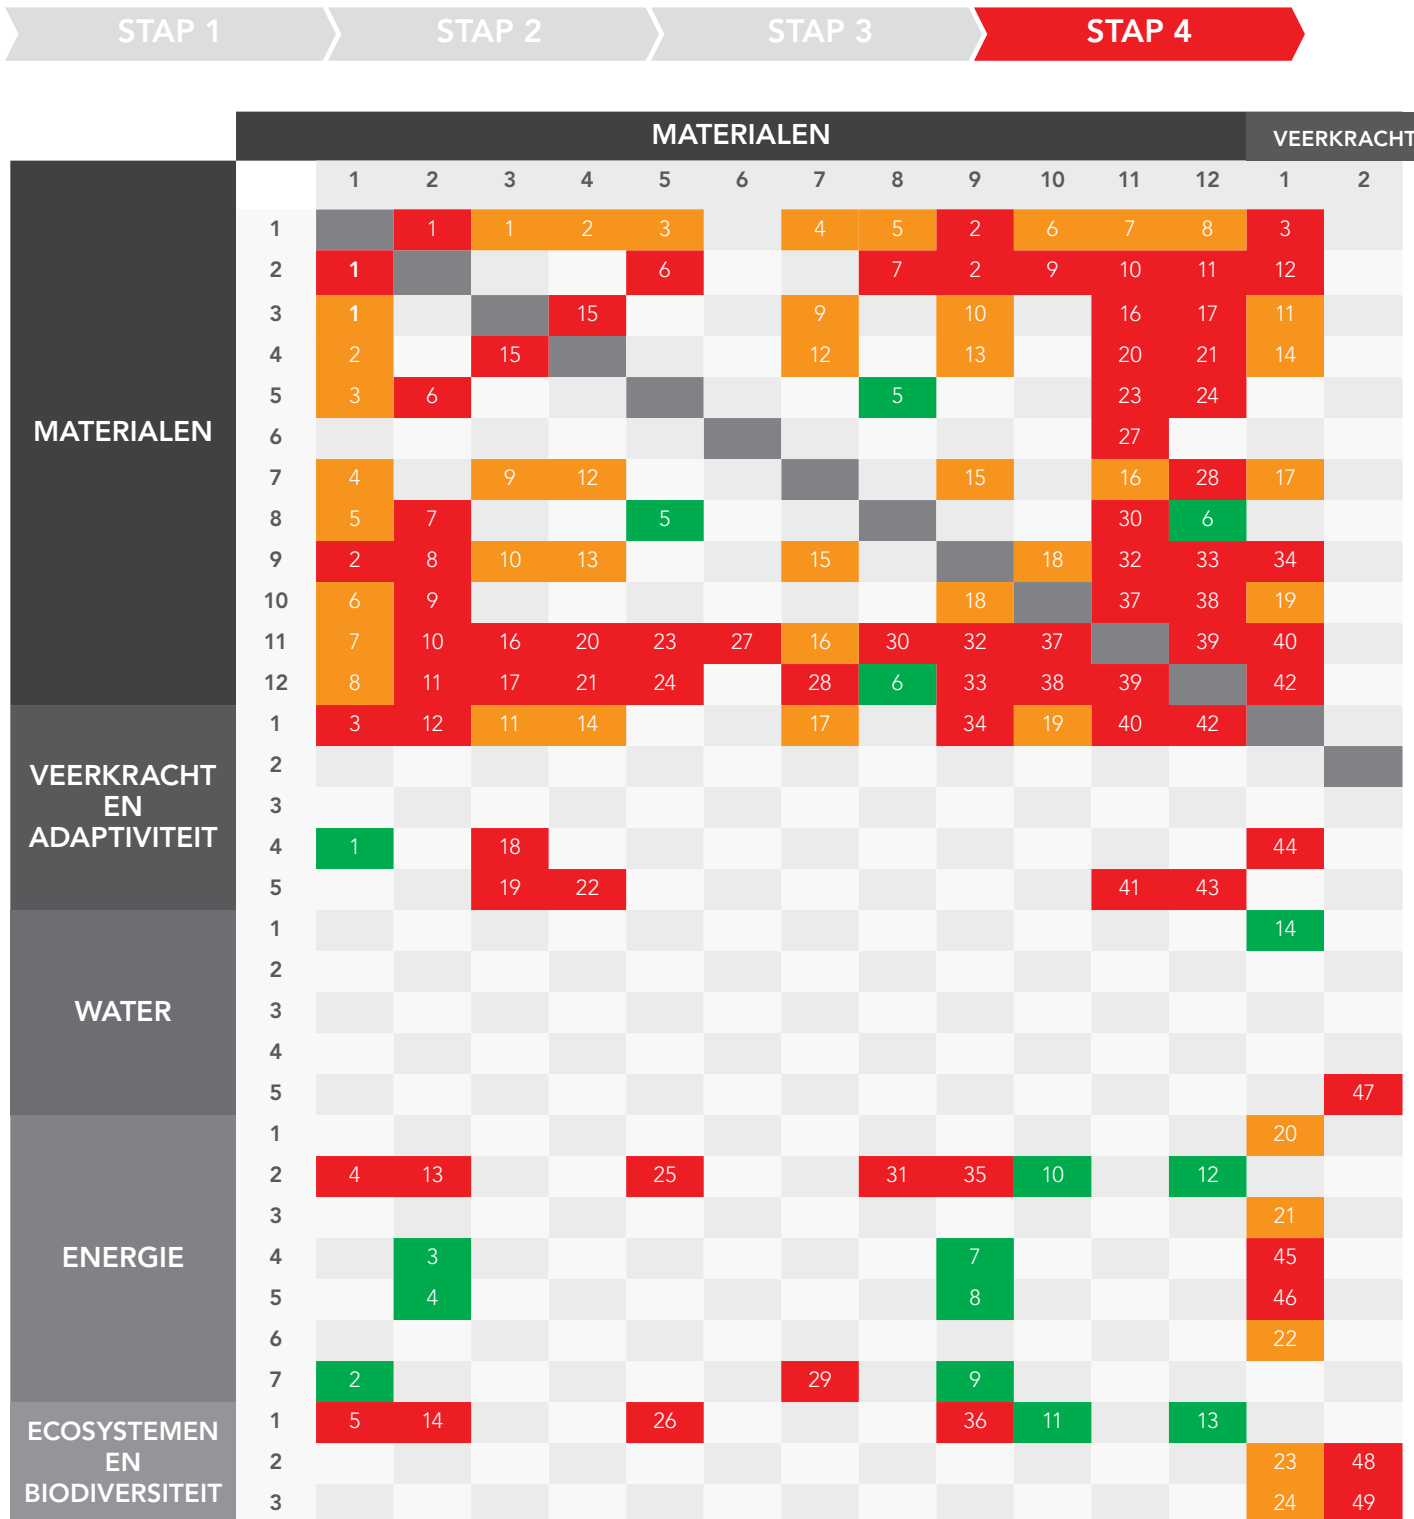 STAP 1 STAP 2 STAP 3 STAP 4
MATERIALEN VEERKRACHT
1 2 3 4 5 6 7 8 9 10 11 12 1 2
1 1 1 2 3 4 5 2 6 7 8 3
2 1 6 7 2 9 10 11 12
3 1 15 9 10 16 17 11
4 2 15 12 13 20 21 14
5 3 6 5 23 24
MATERIALEN
6 27
7 4 9 12 15 16 28 17
8 5 7 5 30 6
9 2 8 10 13 15 18 32 33 34
10 6 9 18 37 38 19
11 7 10 16 20 23 27 16 30 32 37 39 40
12 8 11 17 21 24 28 6 33 38 39 42
1 3 12 11 14 17 34 19 40 42
VEERKRACHT
EN
ADAPTIVITEIT
2
3
4 1 18 44
5 19 22 41 43
1 14
2
WATER
3
4
5 47
1 20
2 4 13 25 31 35 10 12
3 21
ENERGIE
4 3 7 45
5 4 8 46
6 22
7 2 29 9
1 5 14 26 36 11 13
ECOSYSTEMEN
EN
BIODIVERSITEIT
2 23 48
3 24 49